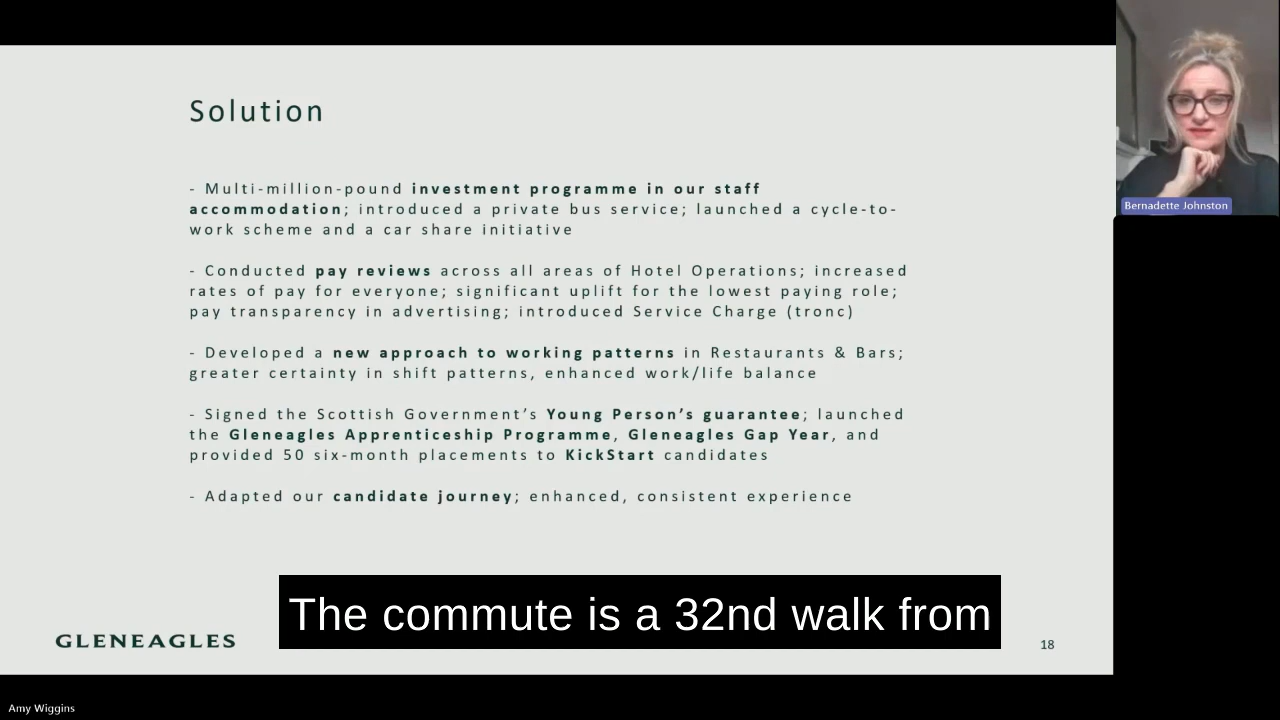 Solution
- Multi-million-pound investment programme in our staff
accommodation; introduced a private bus service; launched a cycle-to-
work scheme and a car share initiative
- Conducted pay reviews across all areas of Hotel Operations; increased
rates of pay for everyone; significant uplift for the lowest paying role;
pay transparency in advertising; introduced Service Charge (tronc)
- Developed a new approach to working patterns in Restaurants & Bars;
greater certainty in shift patterns, enhanced work/life balance
- Signed the Scottish Government’s Young Person’s guarantee; launched
the Gleneagles Apprenticeship Programme, Gleneagles Gap Year, and
provided 50 six-month placements to KickStart candidates
- Adapted our candidate journey; enhanced, consistent experience
The commute is a 32nd walk from
GLENEAGLES
18
Bernadette Johnston
Amy Wiggins